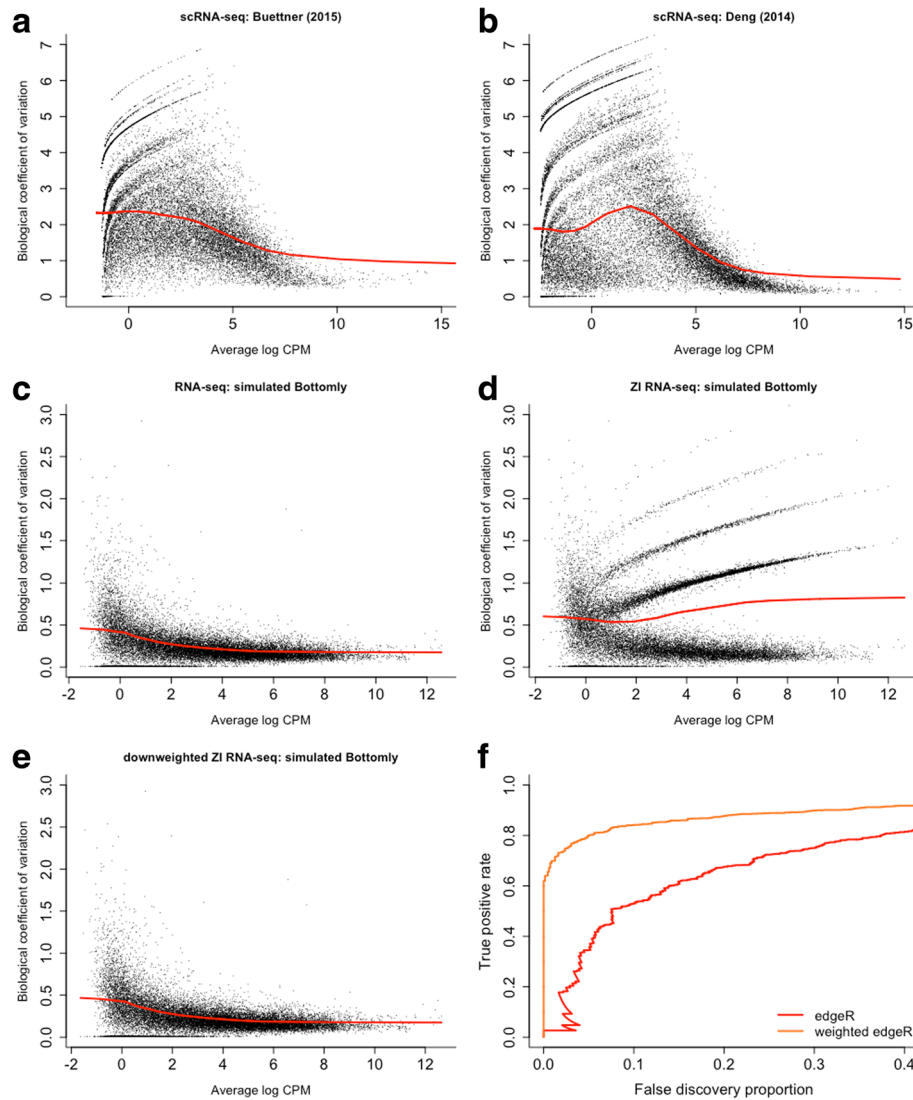 a
scRNA-seq: Buettner (2015)
Biological coefficient of variation
7
6
5
4
3
2
1
0
0 5 10 15
Average log CPM
b
scRNA-seq: Deng (2014)
Biological coefficient of variation
7
6
5
4
3
2
1
0
0 5 10 15
Average log CPM
c
RNA-seq: simulated Bottomly
Biological coefficient of variation
3.0
2.5
2.0
1.5
1.0
0.5
0.0
-2 0 2 4 6 8 10 12
Average log CPM
d
ZI RNA-seq: simulated Bottomly
Biological coefficient of variation
3.0
2.5
2.0
1.5
1.0
0.5
0.0
-2 0 2 4 6 8 10 12
Average log CPM
e
downweighted ZI RNA-seq: simulated Bottomly
Biological coefficient of variation
3.0
2.5
2.0
1.5
1.0
0.5
0.0
-2 0 2 4 6 8 10 12
Average log CPM
f
True positive rate
1.0
0.8
0.6
0.4
0.2
0.0
edgeR
weighted edgeR
0.0 0.1 0.2 0.3 0.4
False discovery proportion